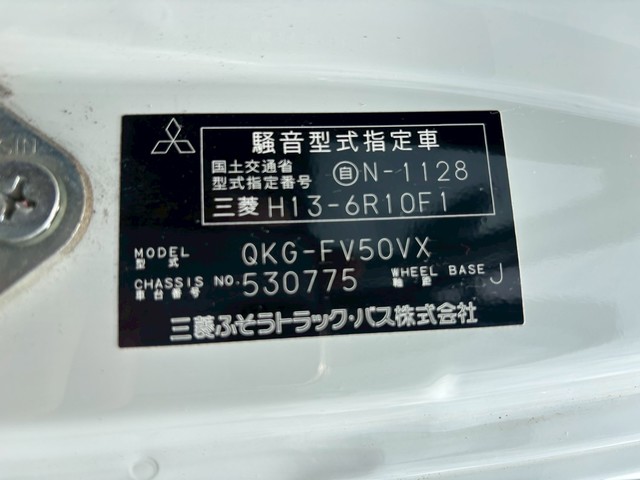 騒音型式指定車
国土交通省
型式指定番号 自N-1128
三菱 H13-6R10F1
MODEL QKG-FV50VX
型式
CHASSIS NO. 530775 WHEEL BASE J
車台番号 軸距
三菱ふそうトラック・バス株式会社
SIN